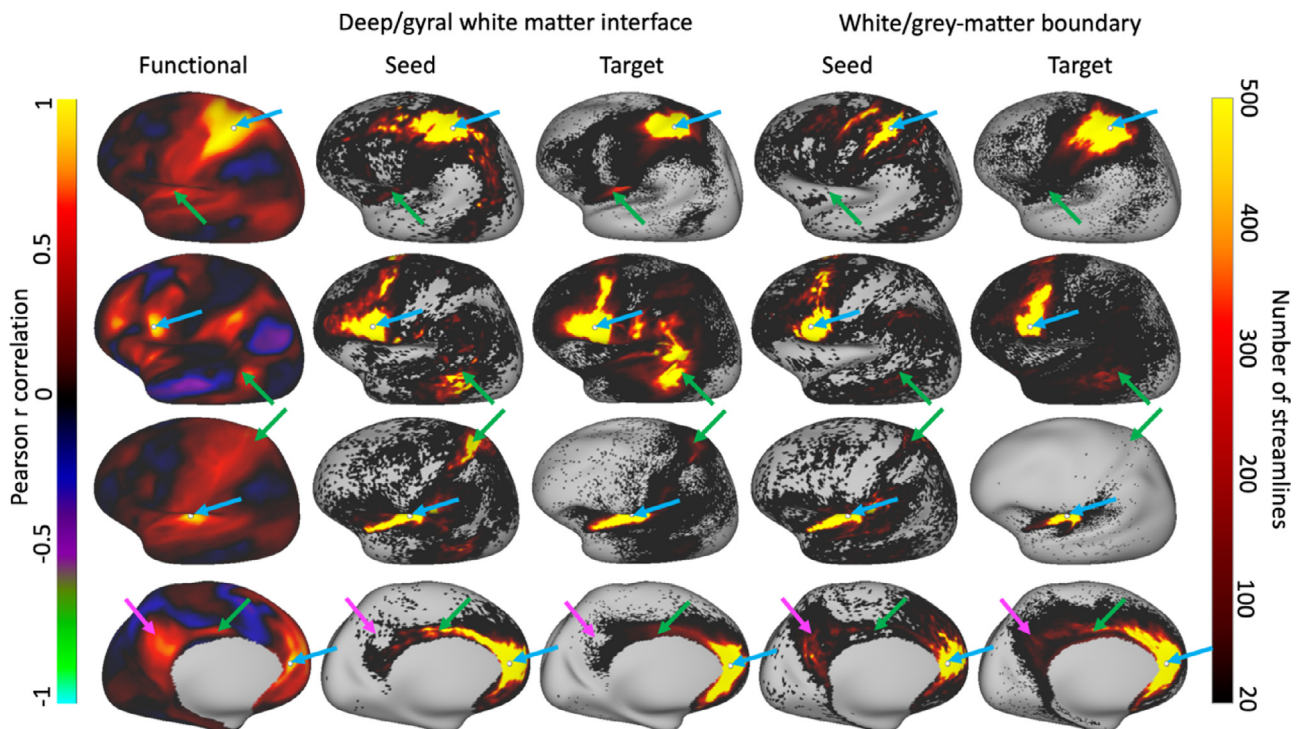 Deep/gyral white matter interface
White/grey-matter boundary
Functional
Seed
Target
Seed
Target
Pearson r correlation
1
0.5
0
-0.5
-1
Number of streamlines
500
400
300
200
100
20